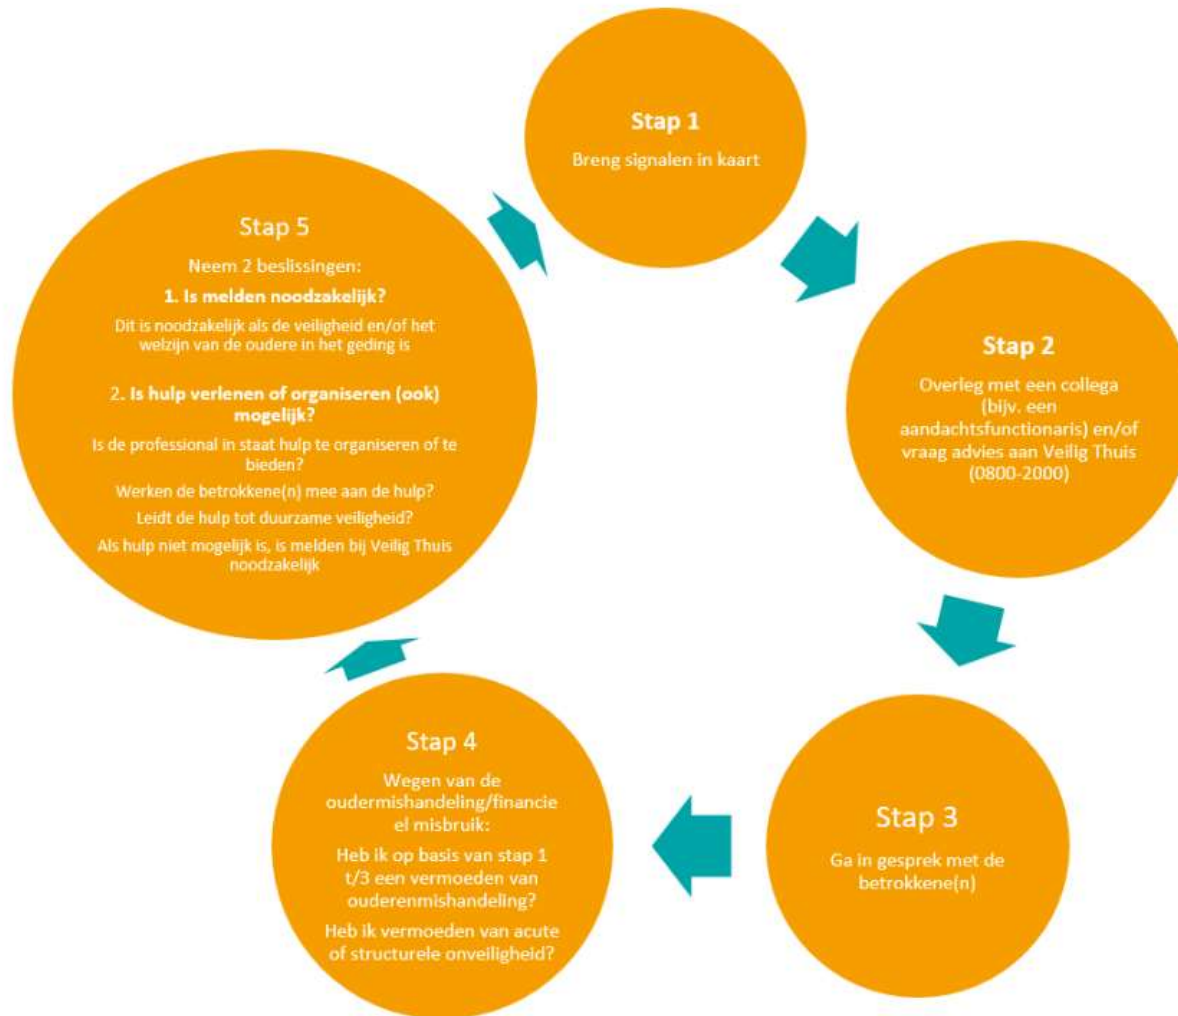 Stap 1
Breng signalen in kaart
Stap 2
Overleg met een collega
(bijv. een
aandachtsfunctionaris) en/of
vraag advies aan Veilig Thuis
(0800-2000)
Stap 3
Ga in gesprek met de
betrokkene(n)
Stap 4
Wegen van de
oudermishandeling/financie
el misbruik:
Heb ik op basis van stap 1
t/3 een vermoeden van
ouderenmishandeling?
Heb ik vermoeden van acute
of structurele onveiligheid?
Stap 5
Neem 2 beslissingen:
1. Is melden noodzakelijk?
Dit is noodzakelijk als de veiligheid en/of het
welzijn van de oudere in het geding is
2. Is hulp verlenen of organiseren (ook)
mogelijk?
Is de professional in staat hulp te organiseren of te
bieden?
Werken de betrokkene(n) mee aan de hulp?
Leidt de hulp tot duurzame veiligheid?
Als hulp niet mogelijk is, is melden bij Veilig Thuis
noodzakelijk